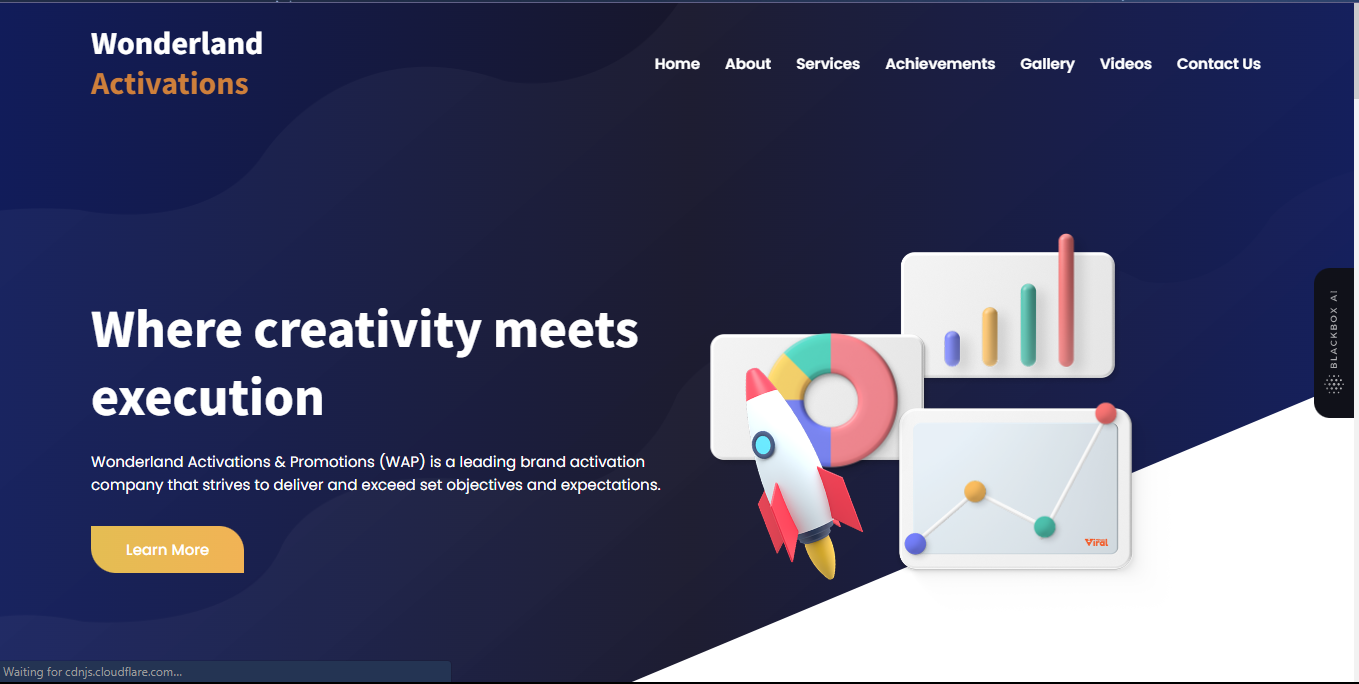 Wonderland
Activations
Home About Services Achievements Gallery Videos Contact Us
Where creativity meets
execution
Wonderland Activations & Promotions (WAP) is a leading brand activation
company that strives to deliver and exceed set objectives and expectations.
Learn More
Viral
BLACKBOX AI
Waiting for cdnjs.cloudflare.com...